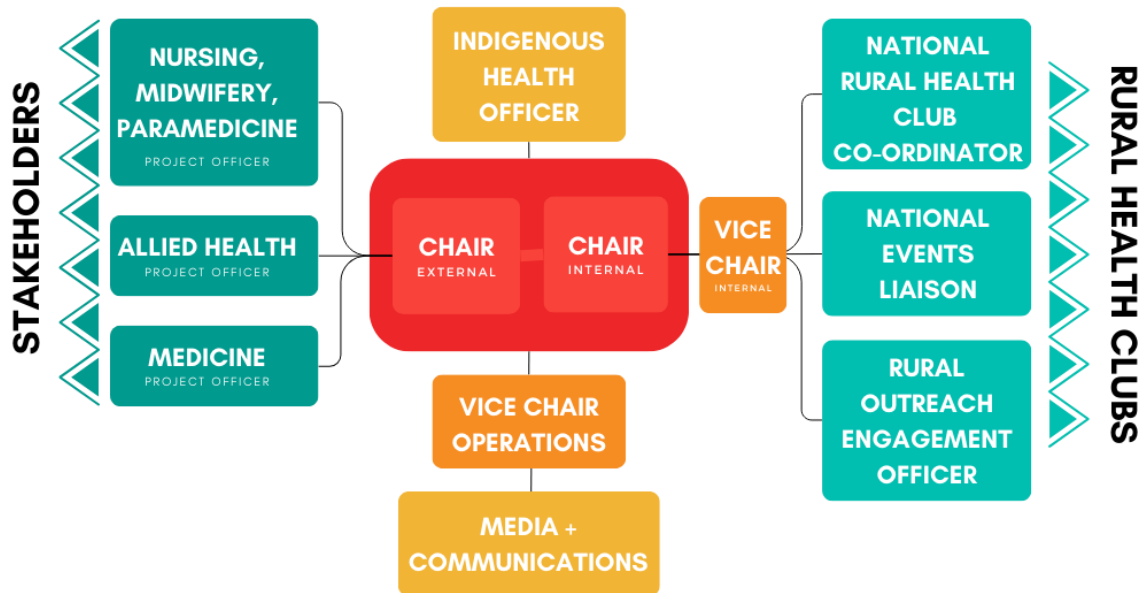 STAKEHOLDERS
NURSING,
MIDWIFERY,
PARAMEDICINE
PROJECT OFFICER
ALLIED HEALTH
PROJECT OFFICER
MEDICINE
PROJECT OFFICER
INDIGENOUS
HEALTH
OFFICER
CHAIR
EXTERNAL
CHAIR
INTERNAL
VICE CHAIR
OPERATIONS
MEDIA +
COMMUNICATIONS
VICE
CHAIR
INTERNAL
NATIONAL
RURAL HEALTH
CLUB
CO-ORDINATOR
NATIONAL
EVENTS
LIAISON
RURAL
OUTREACH
ENGAGEMENT
OFFICER
RURAL HEALTH CLUBS